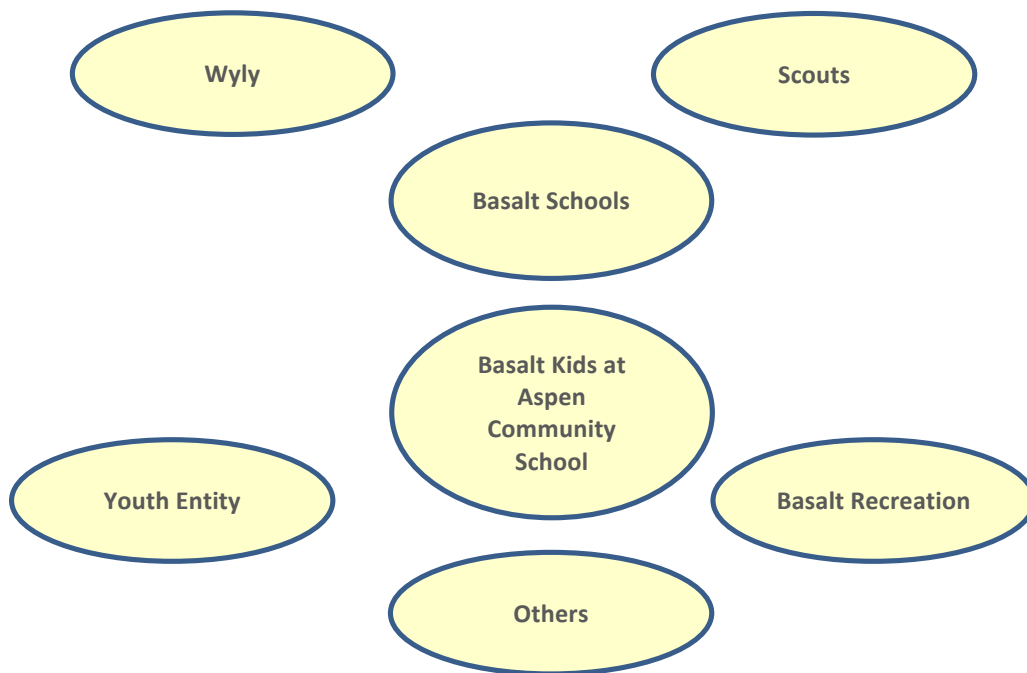 Wyly
Scouts
Basalt Schools
Basalt Kids at
Aspen
Community
School
Youth Entity
Basalt Recreation
Others